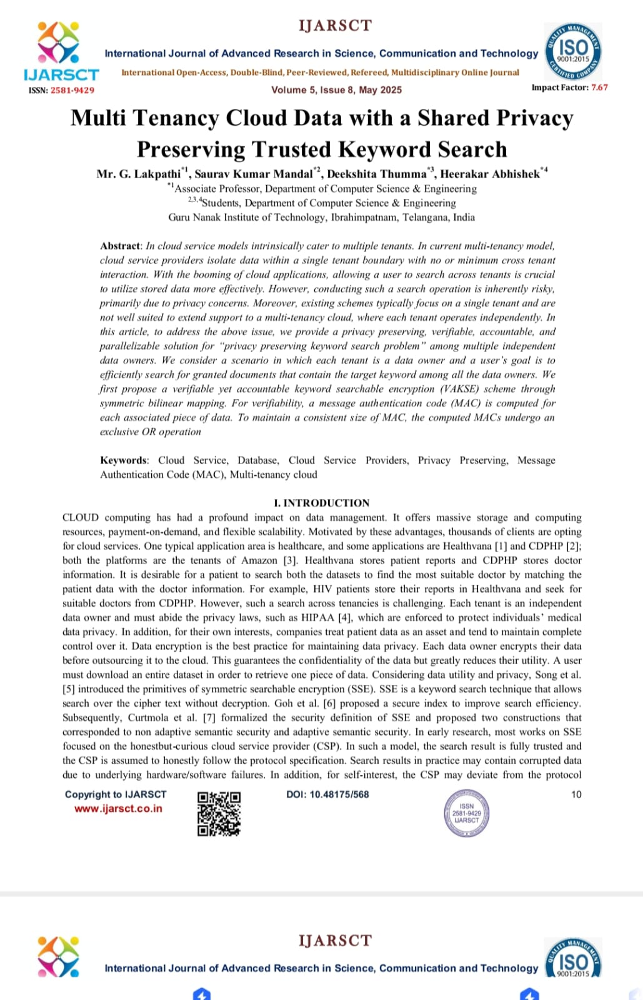 IJARSCT
International Journal of Advanced Research in Science, Communication and Technology
International Open-Access, Double-Blind, Peer-Reviewed, Refereed, Multidisciplinary Online Journal
IJARSCT
ISSN: 2581-9429
Volume 5, Issue 8, May 2025
QUALITY MANAGEMENT
ISO
9001:2015
CERTIFIED COMPANY
Impact Factor: 7.67
Multi Tenancy Cloud Data with a Shared Privacy
Preserving Trusted Keyword Search
Mr. G. Lakpathi*1, Saurav Kumar Mandal*2, Deekshita Thumma*3, Heerakar Abhishek*4
*1Associate Professor, Department of Computer Science & Engineering
2,3,4Students, Department of Computer Science & Engineering
Guru Nanak Institute of Technology, Ibrahimpatnam, Telangana, India
Abstract: In cloud service models intrinsically cater to multiple tenants. In current multi-tenancy model,
cloud service providers isolate data within a single tenant boundary with no or minimum cross tenant
interaction. With the booming of cloud applications, allowing a user to search across tenants is crucial
to utilize stored data more effectively. However, conducting such a search operation is inherently risky,
primarily due to privacy concerns. Moreover, existing schemes typically focus on a single tenant and are
not well suited to extend support to a multi-tenancy cloud, where each tenant operates independently. In
this article, to address the above issue, we provide a privacy preserving, verifiable, accountable, and
parallelizable solution for “privacy preserving keyword search problem” among multiple independent
data owners. We consider a scenario in which each tenant is a data owner and a user’s goal is to
efficiently search for granted documents that contain the target keyword among all the data owners. We
first propose a verifiable yet accountable keyword searchable encryption (VAKSE) scheme through
symmetric bilinear mapping. For verifiability, a message authentication code (MAC) is computed for
each associated piece of data. To maintain a consistent size of MAC, the computed MACs undergo an
exclusive OR operation
Keywords: Cloud Service, Database, Cloud Service Providers, Privacy Preserving, Message
Authentication Code (MAC), Multi-tenancy cloud
I. INTRODUCTION
CLOUD computing has had a profound impact on data management. It offers massive storage and computing
resources, payment-on-demand, and flexible scalability. Motivated by these advantages, thousands of clients are opting
for cloud services. One typical application area is healthcare, and some applications are Healthvana [1] and CDPHP [2];
both the platforms are the tenants of Amazon [3]. Healthvana stores patient reports and CDPHP stores doctor
information. It is desirable for a patient to search both the datasets to find the most suitable doctor by matching the
patient data with the doctor information. For example, HIV patients store their reports in Healthvana and seek for
suitable doctors from CDPHP. However, such a search across tenancies is challenging. Each tenant is an independent
data owner and must abide the privacy laws, such as HIPAA [4], which are enforced to protect individuals’ medical
data privacy. In addition, for their own interests, companies treat patient data as an asset and tend to maintain complete
control over it. Data encryption is the best practice for maintaining data privacy. Each data owner encrypts their data
before outsourcing it to the cloud. This guarantees the confidentiality of the data but greatly reduces their utility. A user
must download an entire dataset in order to retrieve one piece of data. Considering data utility and privacy, Song et al.
[5] introduced the primitives of symmetric searchable encryption (SSE). SSE is a keyword search technique that allows
search over the cipher text without decryption. Goh et al. [6] proposed a secure index to improve search efficiency.
Subsequently, Curtmola et al. [7] formalized the security definition of SSE and proposed two constructions that
corresponded to non adaptive semantic security and adaptive semantic security. In early research, most works on SSE
focused on the honestbut-curious cloud service provider (CSP). In such a model, the search result is fully trusted and
the CSP is assumed to honestly follow the protocol specification. Search results in practice may contain corrupted data
due to underlying hardware/software failures. In addition, for self-interest, the CSP may deviate from the protocol
Copyright to IJARSCT
www.ijarsct.co.in
DOI: 10.48175/568
ISSN
2581-9429
IJARSCT
10
IJARSCT
International Journal of Advanced Research in Science, Communication and Technology
QUALITY MANAGEMENT
ISO
9001:2015